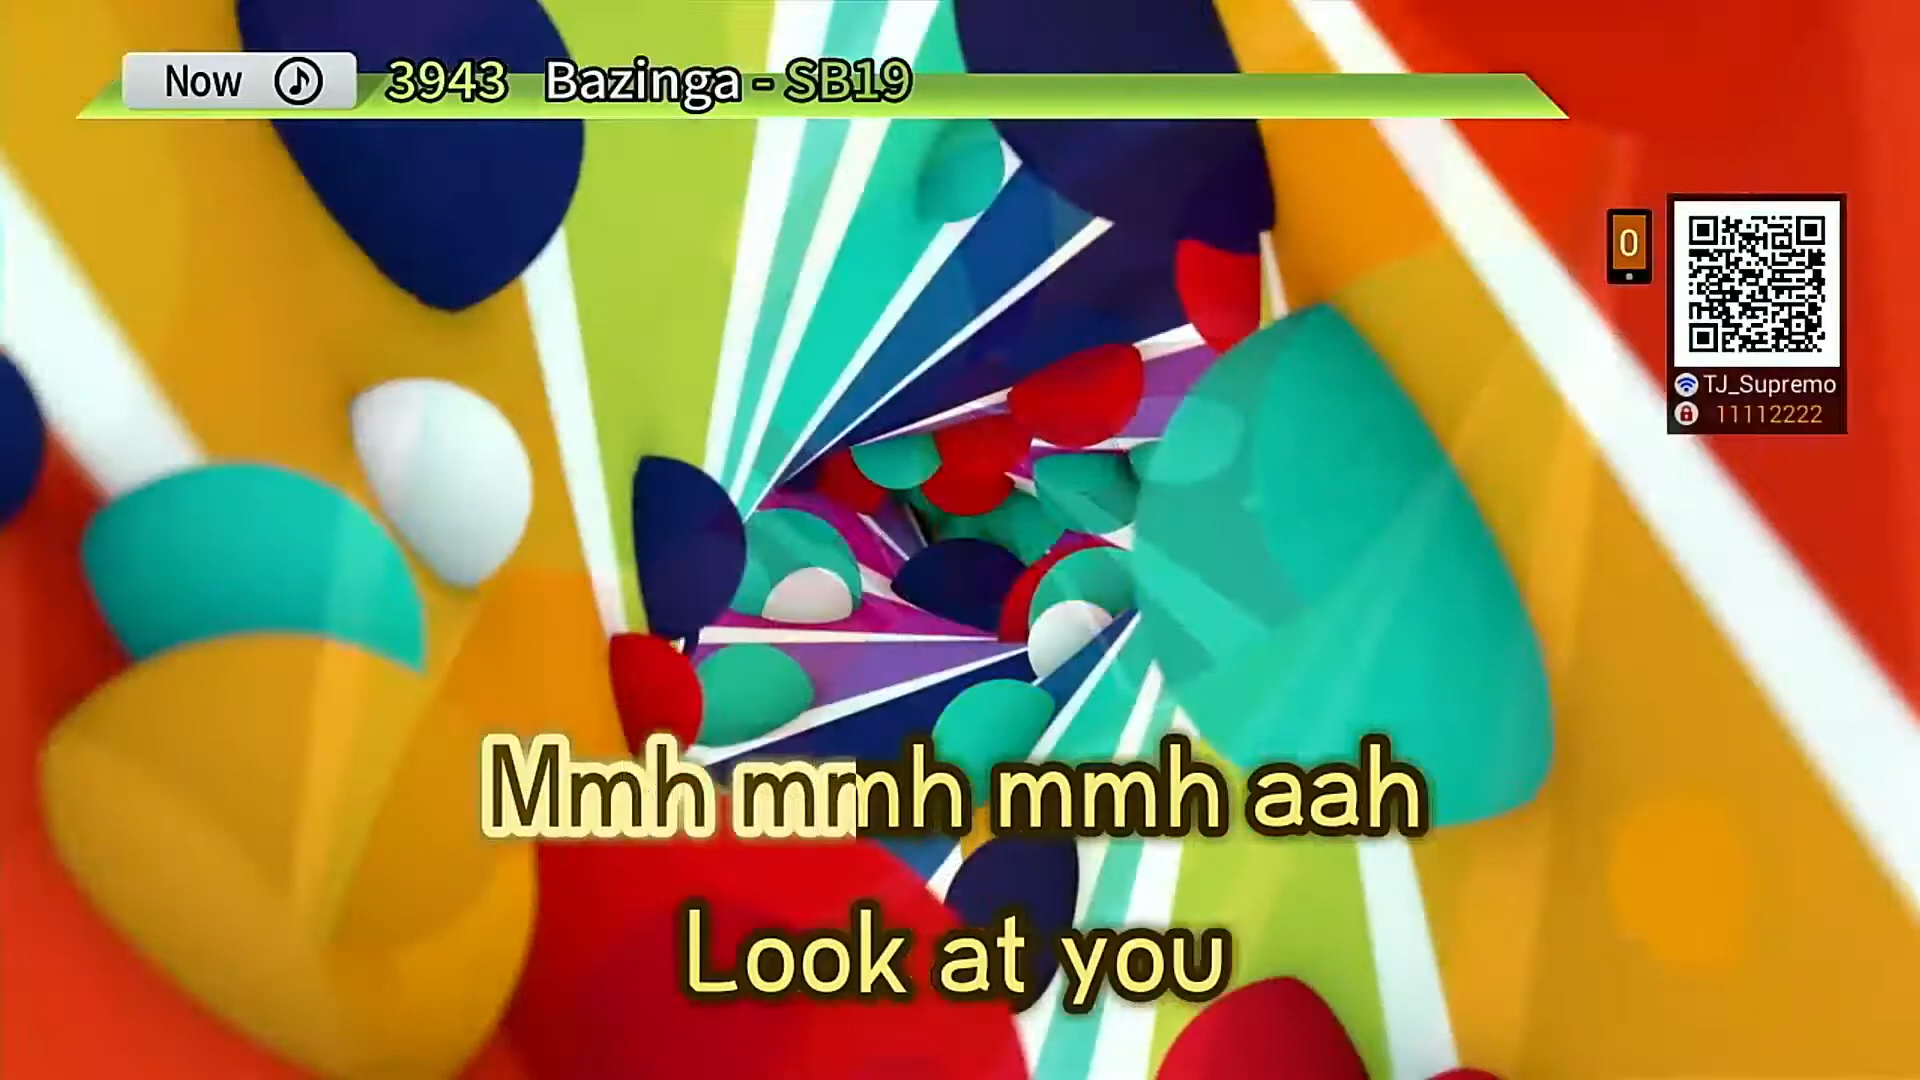 Now 3943 Bazinga - SB19
0
TJ_Supremo
11112222
Mmh mmh mmh aah
Look at you